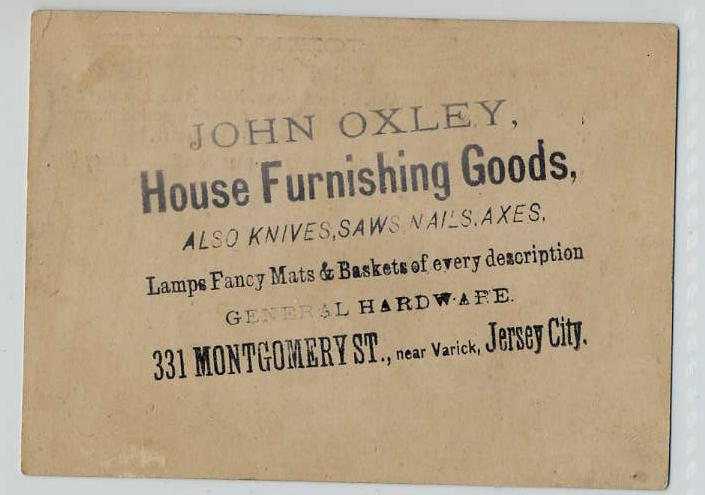 JOHN OXLEY,
House Furnishing Goods,
ALSO KNIVES, SAWS NAILS. AXES.
Lamps Fancy Mats & Baskets of every description
GENERAL HARDWARE.
331 MONTGOMERY ST., near Varick, Jersey City.